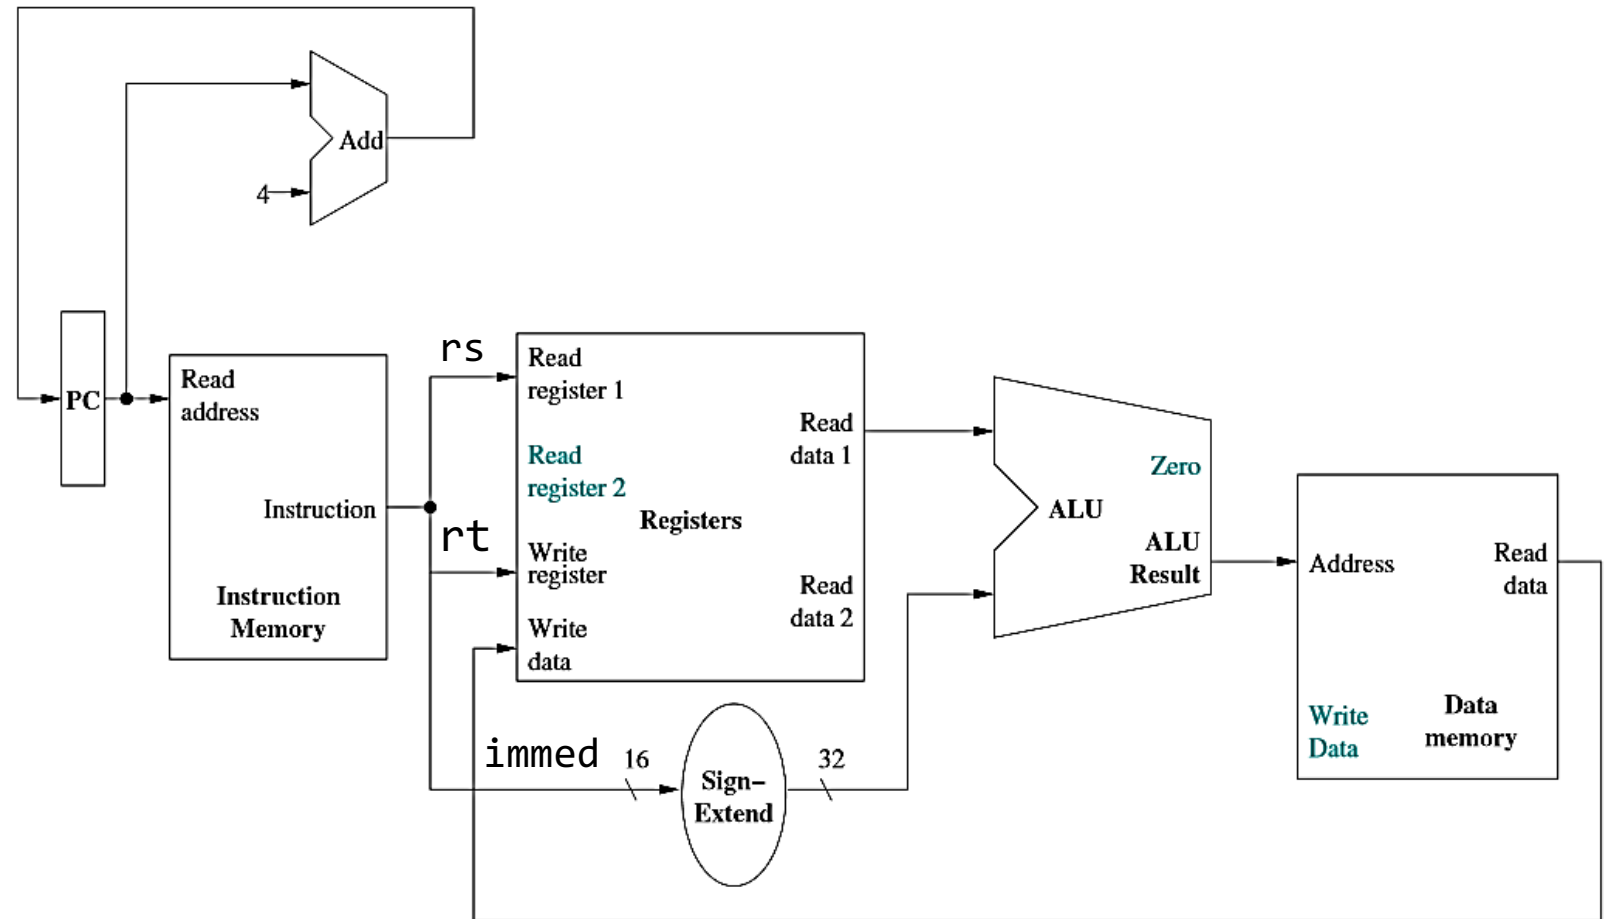 Add
4
PC
Read
address
Instruction
Instruction
Memory
rs
rt
immed
Read
register 1
Read
register 2
Registers
Write
register
Write
data
Read
data 1
Read
data 2
16
Sign-
Extend
32
Zero
ALU
ALU
Result
Address
Read
data
Write
Data
Data
memory